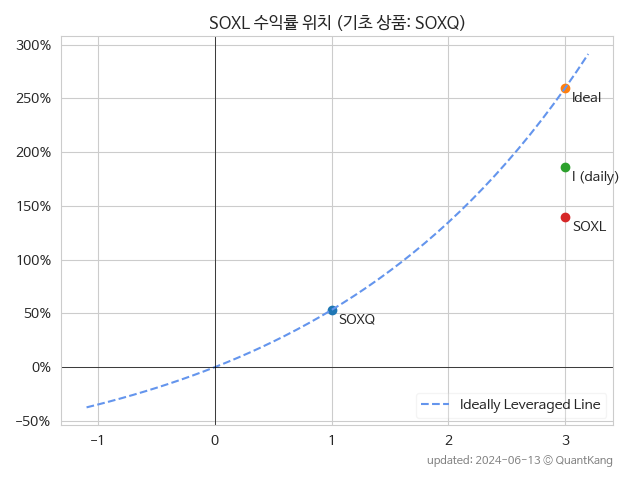 SOXL 수익률 위치 (기초 상품: SOXQ)
300%
250%
200%
150%
100%
50%
0%
−50%
Ideal
I (daily)
SOXL
SOXQ
Ideally Leveraged Line
−1
0
1
2
3
updated: 2024-06-13 © QuantKang